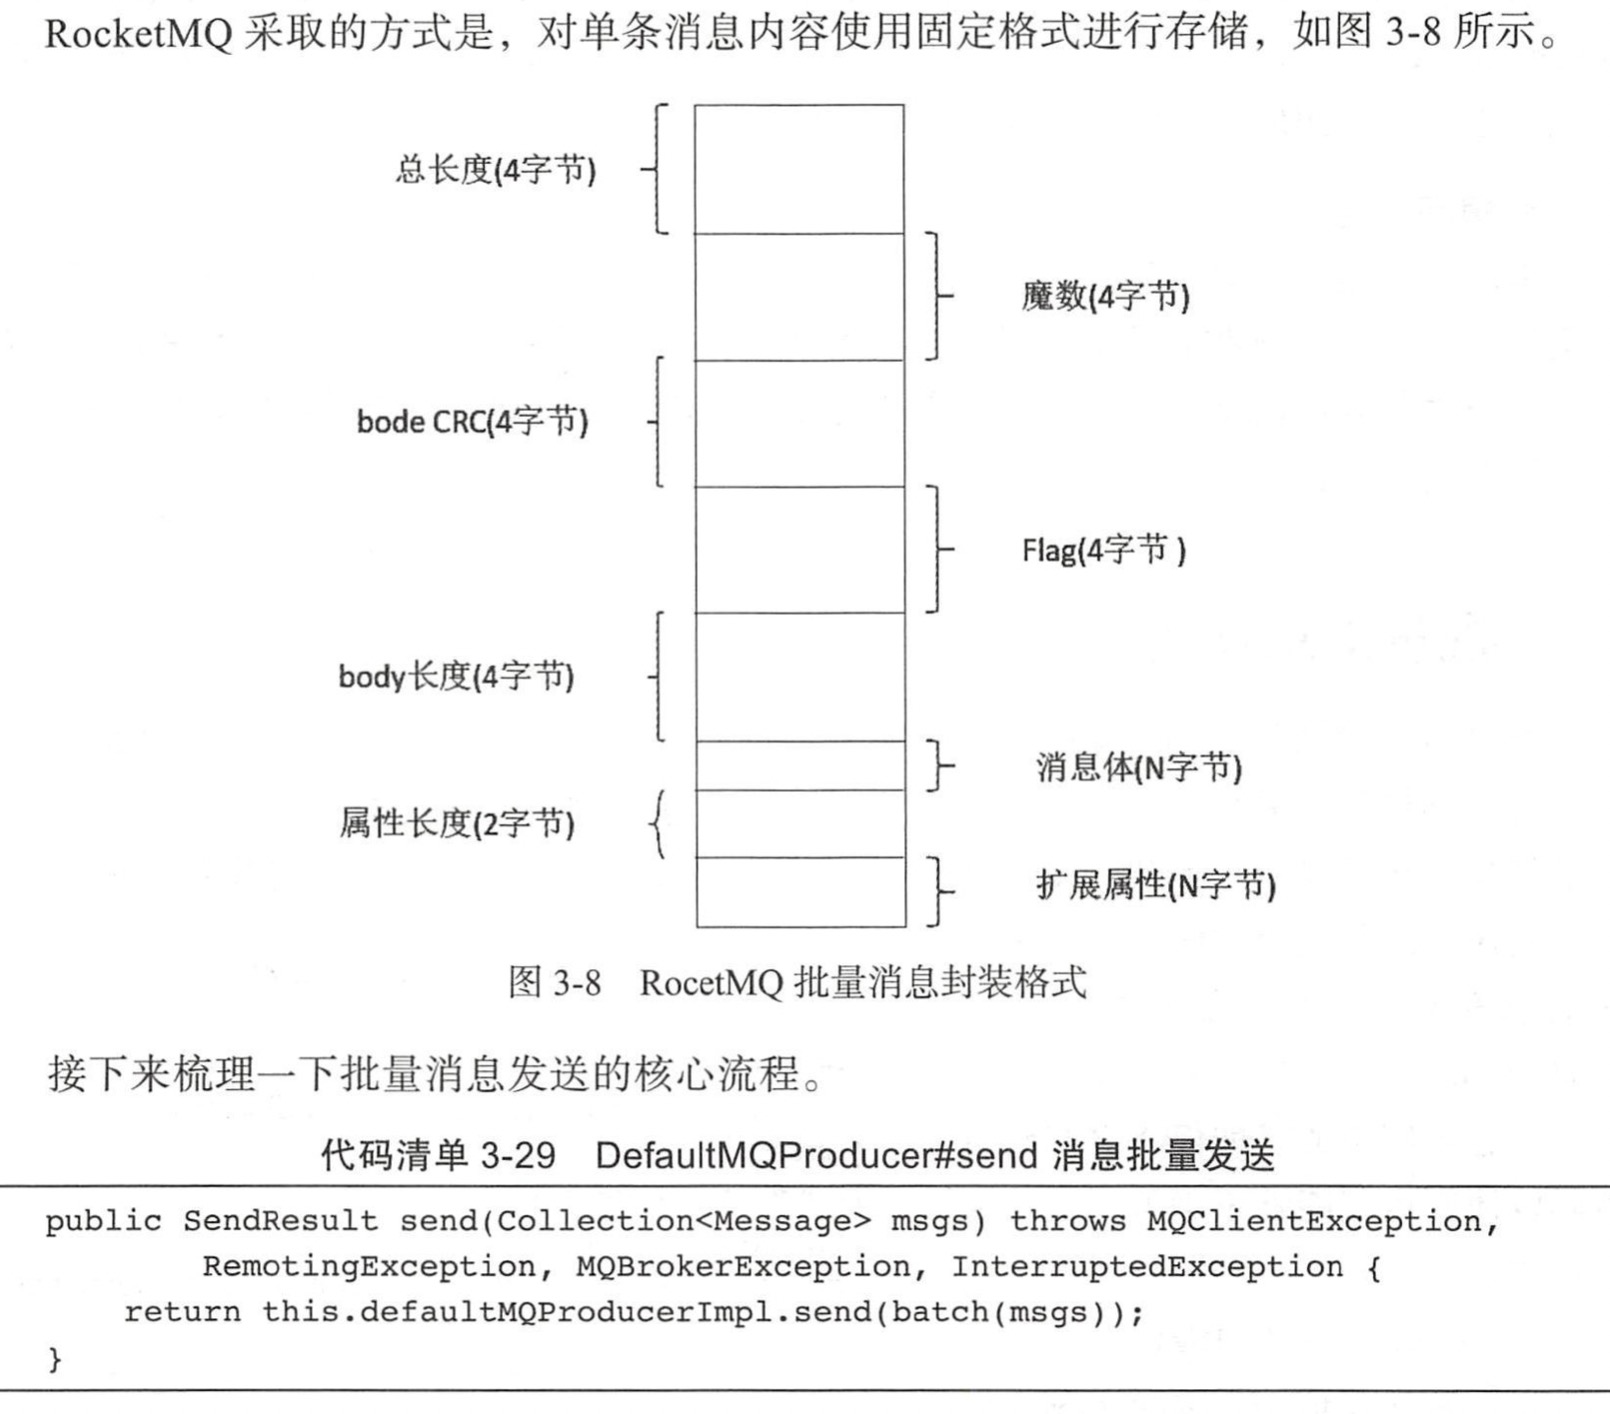 RocketMQ 采取的方式是，对单条消息内容使用固定格式进行存储，如图 3-8 所示。
总长度(4字节)
魔数(4字节)
bode CRC(4字节)
Flag(4字节 )
body长度(4字节)
消息体(N字节)
属性长度(2字节)
扩展属性(N字节)
图 3-8 RocetMQ 批量消息封装格式
接下来梳理一下批量消息发送的核心流程。
代码清单 3-29 DefaultMQProducer#send 消息批量发送
public SendResult send(Collection<Message> msgs) throws MQClientException,
RemotingException, MQBrokerException, InterruptedException {
return this.defaultMQProducerImpl.send(batch(msgs));
}